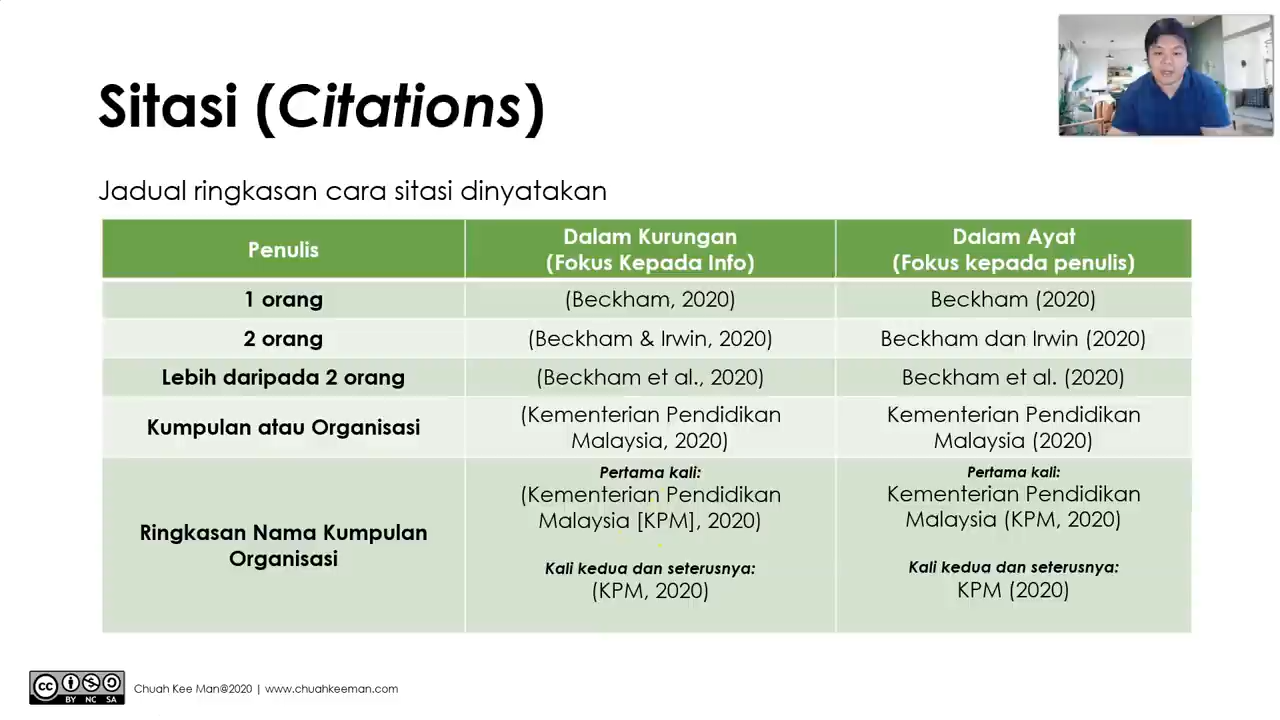 Sitasi (Citations)
Jadual ringkasan cara sitasi dinyatakan
Penulis
Dalam Kurungan
(Fokus Kepada Info)
Dalam Ayat
(Fokus kepada penulis)
1 orang
(Beckham, 2020)
Beckham (2020)
2 orang
(Beckham & Irwin, 2020)
Beckham dan Irwin (2020)
Lebih daripada 2 orang
(Beckham et al., 2020)
Beckham et al. (2020)
Kumpulan atau Organisasi
(Kementerian Pendidikan
Malaysia, 2020)
Kementerian Pendidikan
Malaysia (2020)
Ringkasan Nama Kumpulan
Organisasi
Pertama kali:
(Kementerian Pendidikan
Malaysia [KPM], 2020)
Kali kedua dan seterusnya:
(KPM, 2020)
Pertama kali:
Kementerian Pendidikan
Malaysia (KPM, 2020)
Kali kedua dan seterusnya:
KPM (2020)
cc
BY NC SA
Chuah Kee Man@2020 | www.chuahkeeman.com